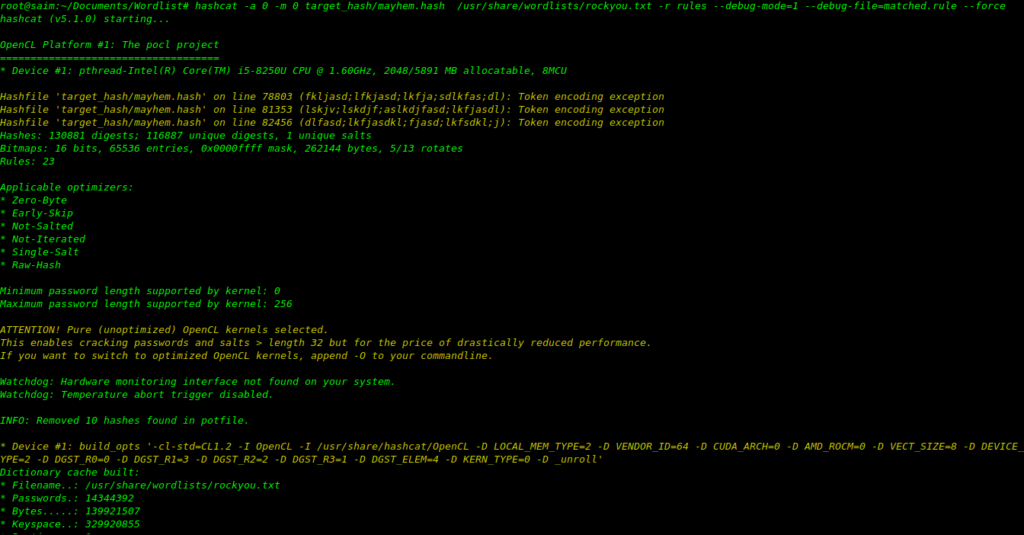 root@saim:~/Documents/Wordlist# hashcat -a 0 -m 0 target_hash/mayhem.hash  /usr/share/wordlists/rockyou.txt -r rules --debug-mode=1 --debug-file=matched.rule --force
hashcat (v5.1.0) starting...
OpenCL Platform #1: The pocl project
====================================
* Device #1: pthread-Intel(R) Core(TM) i5-8250U CPU @ 1.60GHz, 2048/5891 MB allocatable, 8MCU
Hashfile 'target_hash/mayhem.hash' on line 78803 (fkljasd;lfkjasd;lkfja;sdlkfas;dl): Token encoding exception
Hashfile 'target_hash/mayhem.hash' on line 81353 (lskjv;lskdjf;aslkdjfasd;lkfjasdl): Token encoding exception
Hashfile 'target_hash/mayhem.hash' on line 82456 (dlfasd;lkfjasdkl;fjasd;lkfsdkl;j): Token encoding exception
Hashes: 130881 digests; 116887 unique digests, 1 unique salts
Bitmaps: 16 bits, 65536 entries, 0x0000ffff mask, 262144 bytes, 5/13 rotates
Rules: 23
Applicable optimizers:
* Zero-Byte
* Early-Skip
* Not-Salted
* Not-Iterated
* Single-Salt
* Raw-Hash
Minimum password length supported by kernel: 0
Maximum password length supported by kernel: 256
ATTENTION! Pure (unoptimized) OpenCL kernels selected.
This enables cracking passwords and salts > length 32 but for the price of drastically reduced performance.
If you want to switch to optimized OpenCL kernels, append -O to your commandline.
Watchdog: Hardware monitoring interface not found on your system.
Watchdog: Temperature abort trigger disabled.
INFO: Removed 10 hashes found in potfile.
* Device #1: build_opts '-cl-std=CL1.2 -I OpenCL -I /usr/share/hashcat/OpenCL -D LOCAL_MEM_TYPE=2 -D VENDOR_ID=64 -D CUDA_ARCH=0 -D AMD_ROCM=0 -D VECT_SIZE=8 -D DEVICE_T
YPE=2 -D DGST_R0=0 -D DGST_R1=3 -D DGST_R2=2 -D DGST_R3=1 -D DGST_ELEM=4 -D KERN_TYPE=0 -D _unroll'
Dictionary cache built:
* Filename..: /usr/share/wordlists/rockyou.txt
* Passwords.: 14344392
* Bytes.....: 139921507
* Keyspace..: 329920855